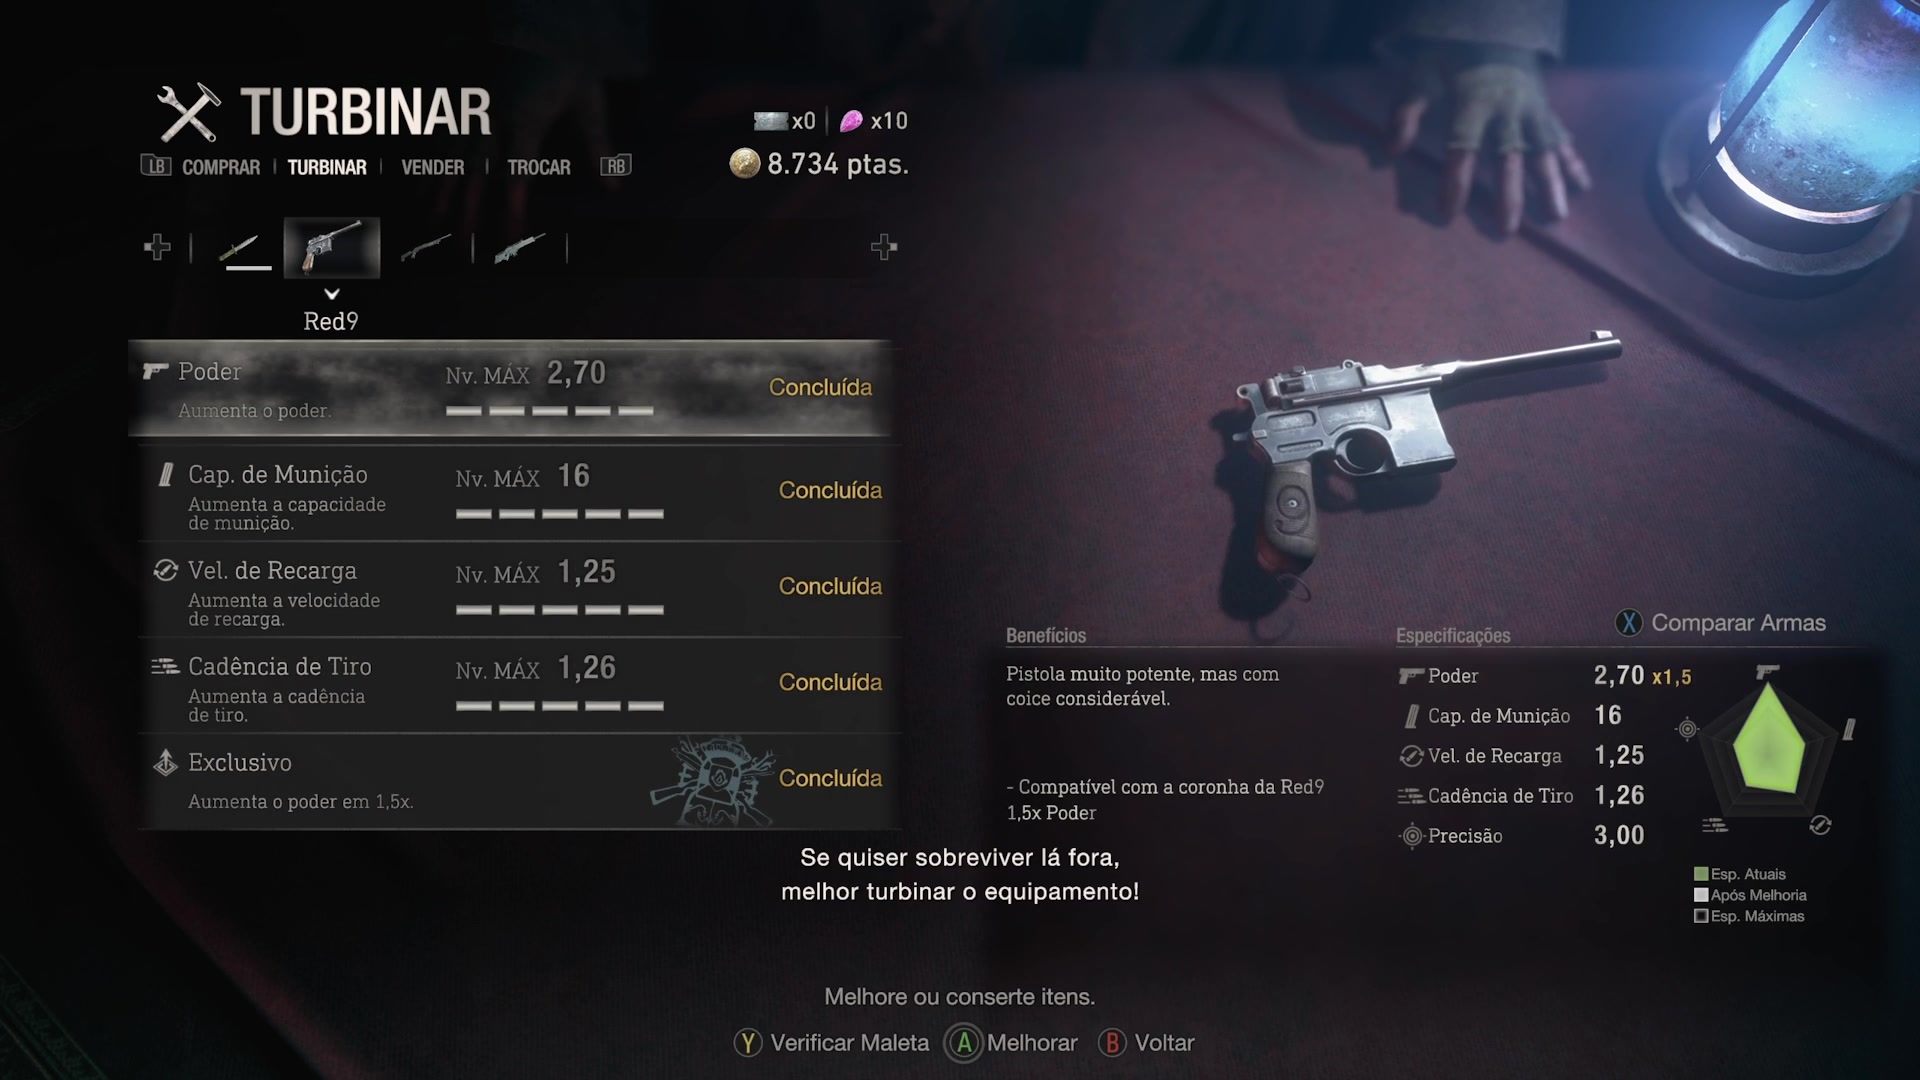 TURBINAR
x0 x10
8.734 ptas.
LB COMPRAR TURBINAR VENDER TROCAR RB
Red9
Poder Nv. MÁX 2,70 Concluída
Aumenta o poder.
Cap. de Munição Nv. MÁX 16 Concluída
Aumenta a capacidade
de munição.
Vel. de Recarga Nv. MÁX 1,25 Concluída
Aumenta a velocidade
de recarga.
Cadência de Tiro Nv. MÁX 1,26 Concluída
Aumenta a cadência
de tiro.
Exclusivo Concluída
Aumenta o poder em 1,5x.
X Comparar Armas
Benefícios
Pistola muito potente, mas com
coice considerável.
- Compatível com a coronha da Red9
1,5x Poder
Especificações
Poder 2,70 x1,5
Cap. de Munição 16
Vel. de Recarga 1,25
Cadência de Tiro 1,26
Precisão 3,00
Esp. Atuais
Após Melhoria
Esp. Máximas
Se quiser sobreviver lá fora,
melhor turbinar o equipamento!
Melhore ou conserte itens.
Y Verificar Maleta A Melhorar B Voltar